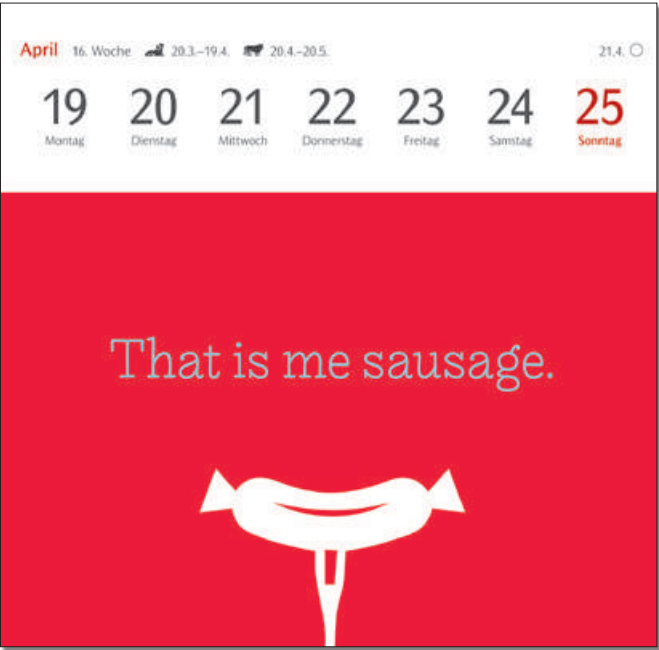 April 16. Woche 20.3.–19.4. 20.4.–20.5. 21.4.
19 20 21 22 23 24 25
Montag Dienstag Mittwoch Donnerstag Freitag Samstag Sonntag
That is me sausage.